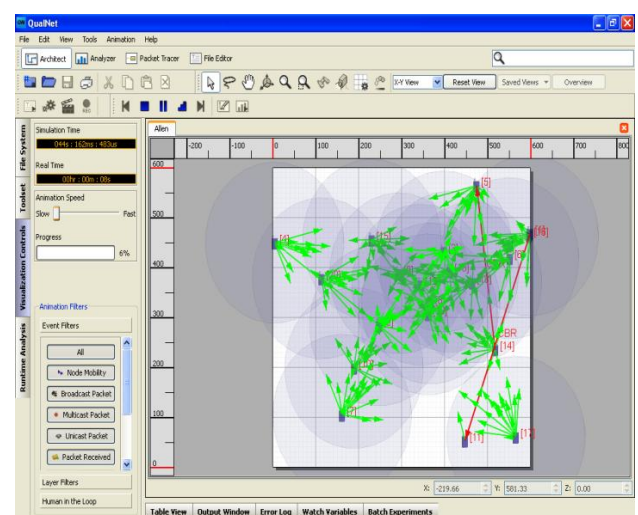 QualNet
File Edit View Tools Animation Help
Architect Analyzer Packet Tracer File Editor
X-Y View Reset View Saved Views Overview
File System
Toolset
Visualization Controls
Runtime Analysis
Simulation Time
044s : 162ms : 483us
Real Time
00hr : 00m : 08s
Animation Speed
Slow Fast
Progress
6%
Animation Filters
Event Filters
All
Node Mobility
Broadcast Packet
Multicast Packet
Unicast Packet
Packet Received
Layer Filters
Human in the Loop
Allen
-200 -100 0 100 200 300 400 500 600 700 800
600
500
400
300
200
100
0
[5]
[4]
[15]
[6]
CBR
[14]
[11]
[17]
X: -219.66 Y: 581.33 Z: 0.00
Table View Output Window Error Log Watch Variables Batch Experiments